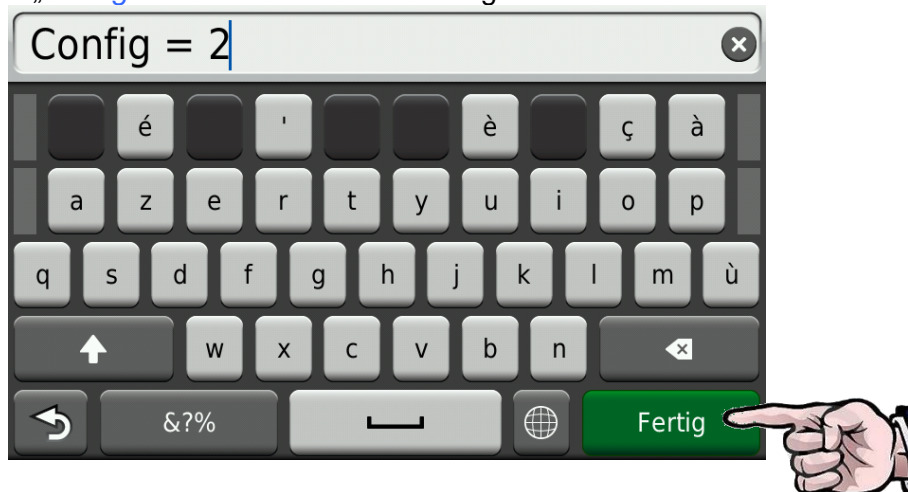 Config = 2
é ' è ç à
a z e r t y u i o p
q s d f g h j k l m ù
w x c v b n
&?%
Fertig